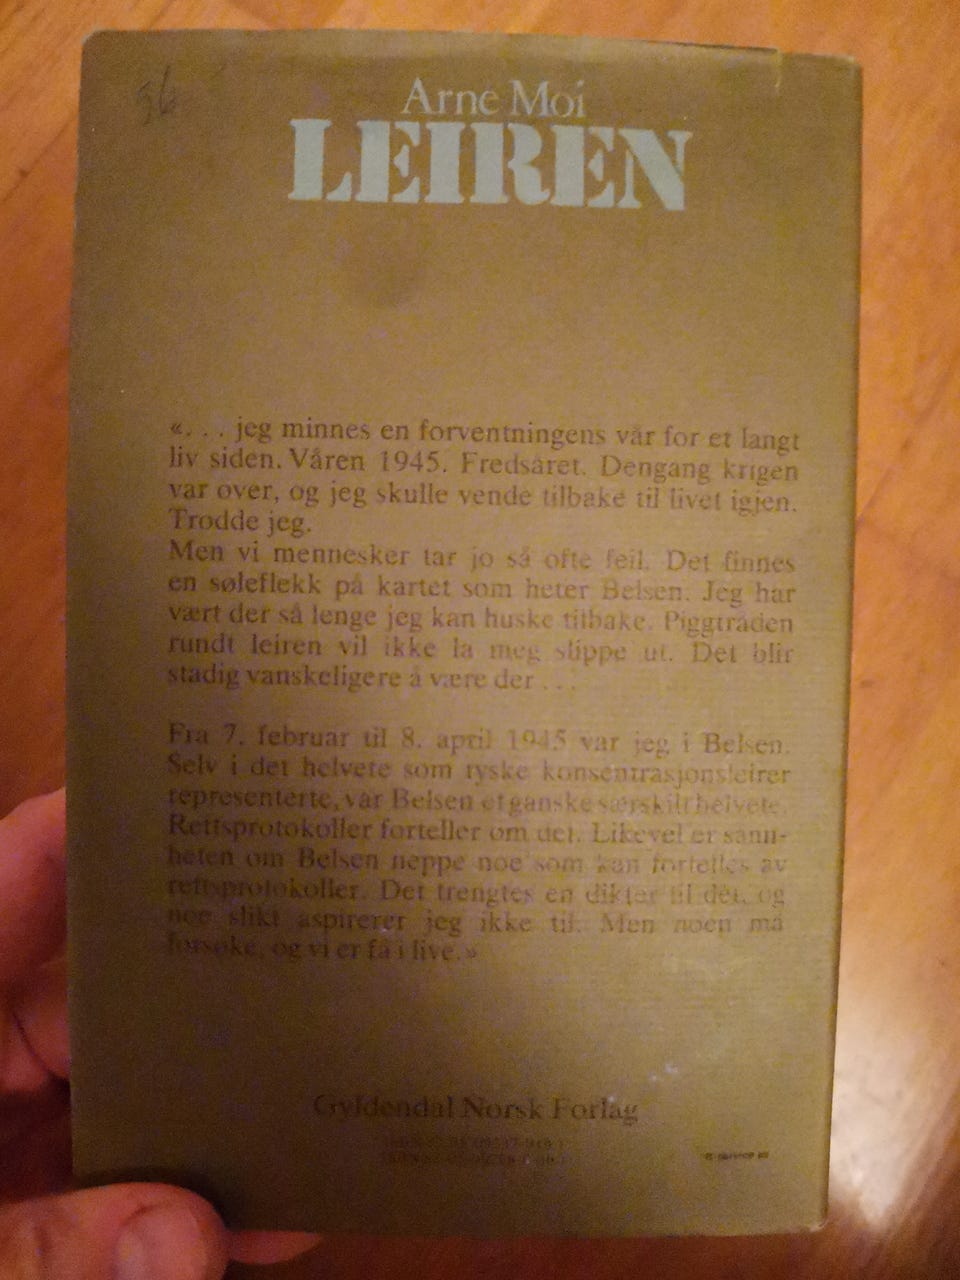 56
Arne Moi
LEIREN
«. . . jeg minnes en forventningens vår for et langt
liv siden. Våren 1945. Fredsåret. Dengang krigen
var over, og jeg skulle vende tilbake til livet igjen.
Trodde jeg.
Men vi mennesker tar jo så ofte feil. Det finnes
en søleflekk på kartet som heter Belsen. Jeg har
vært der så lenge jeg kan huske tilbake. Piggtråden
rundt leiren vil ikke la meg slippe ut. Det blir
stadig vanskeligere å være der . . .
Fra 7. februar til 8. april 1945 var jeg i Belsen.
Selv i det helvete som tyske konsentrasjonsleirer
representerte, var Belsen et ganske særskilt helvete.
Rettsprotokoller forteller om det. Likevel er sann-
heten om Belsen neppe noe som kan fortelles av
rettsprotokoller. Det trengtes en dikter til det, og
noe slikt aspirerer jeg ikke til. Men noen må
forsøke, og vi er få i live.»
Gyldendal Norsk Forlag